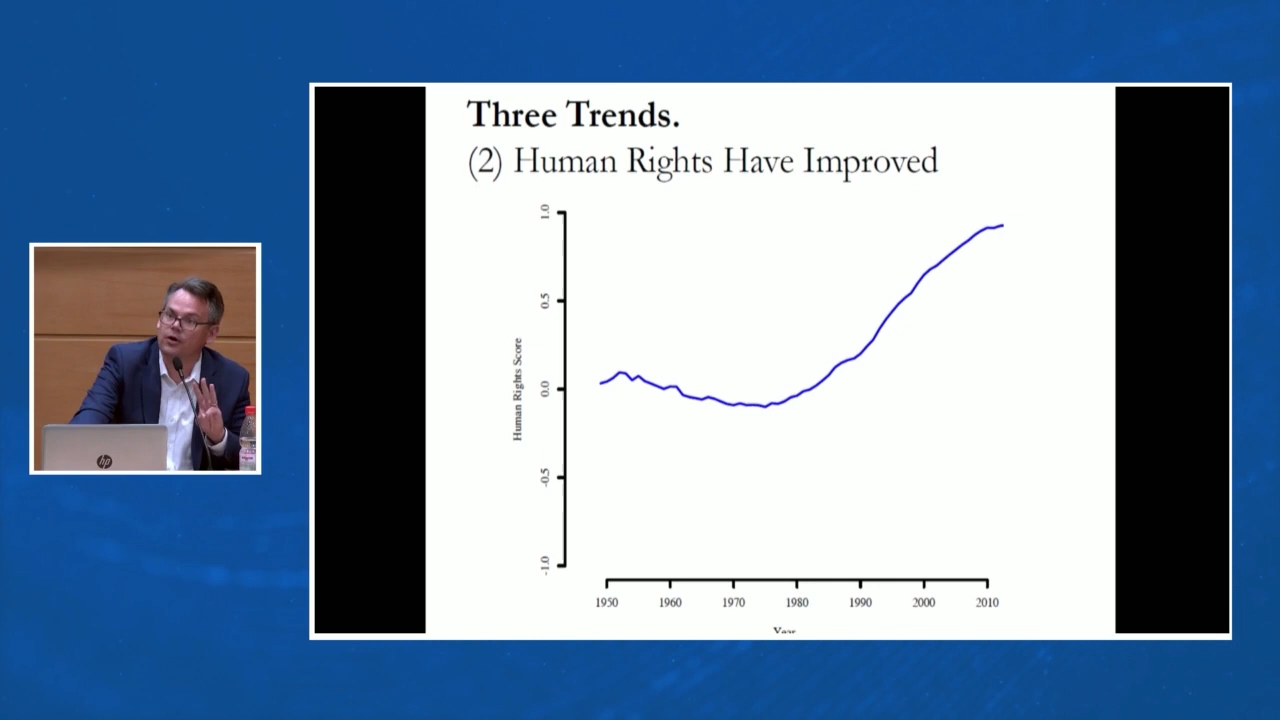 Three Trends.
(2) Human Rights Have Improved
1.0
0.5
0.0
-0.5
-1.0
Human Rights Score
1950 1960 1970 1980 1990 2000 2010
Year
hp